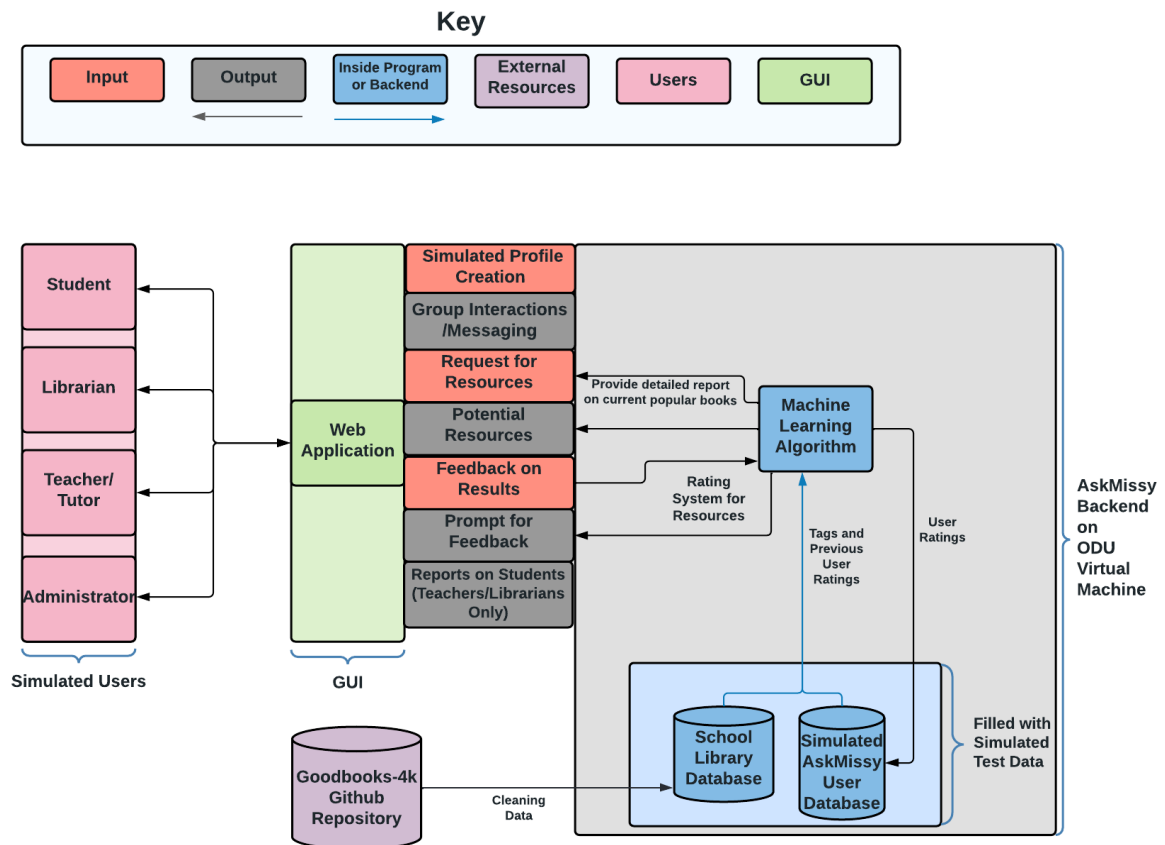 Key
Input
Output
Inside Program
or Backend
External
Resources
Users
GUI
Student
Librarian
Teacher/
Tutor
Administrator
Simulated Users
Web
Application
GUI
Simulated Profile
Creation
Group Interactions
/Messaging
Request for
Resources
Potential
Resources
Feedback on
Results
Prompt for
Feedback
Reports on Students
(Teachers/Librarians
Only)
Provide detailed report
on current popular books
Machine
Learning
Algorithm
Rating
System for
Resources
Tags and
Previous
User
Ratings
User
Ratings
AskMissy
Backend
on
ODU
Virtual
Machine
School
Library
Database
Simulated
AskMissy
User
Database
Filled with
Simulated
Test Data
Goodbooks-4k
Github
Repository
Cleaning
Data